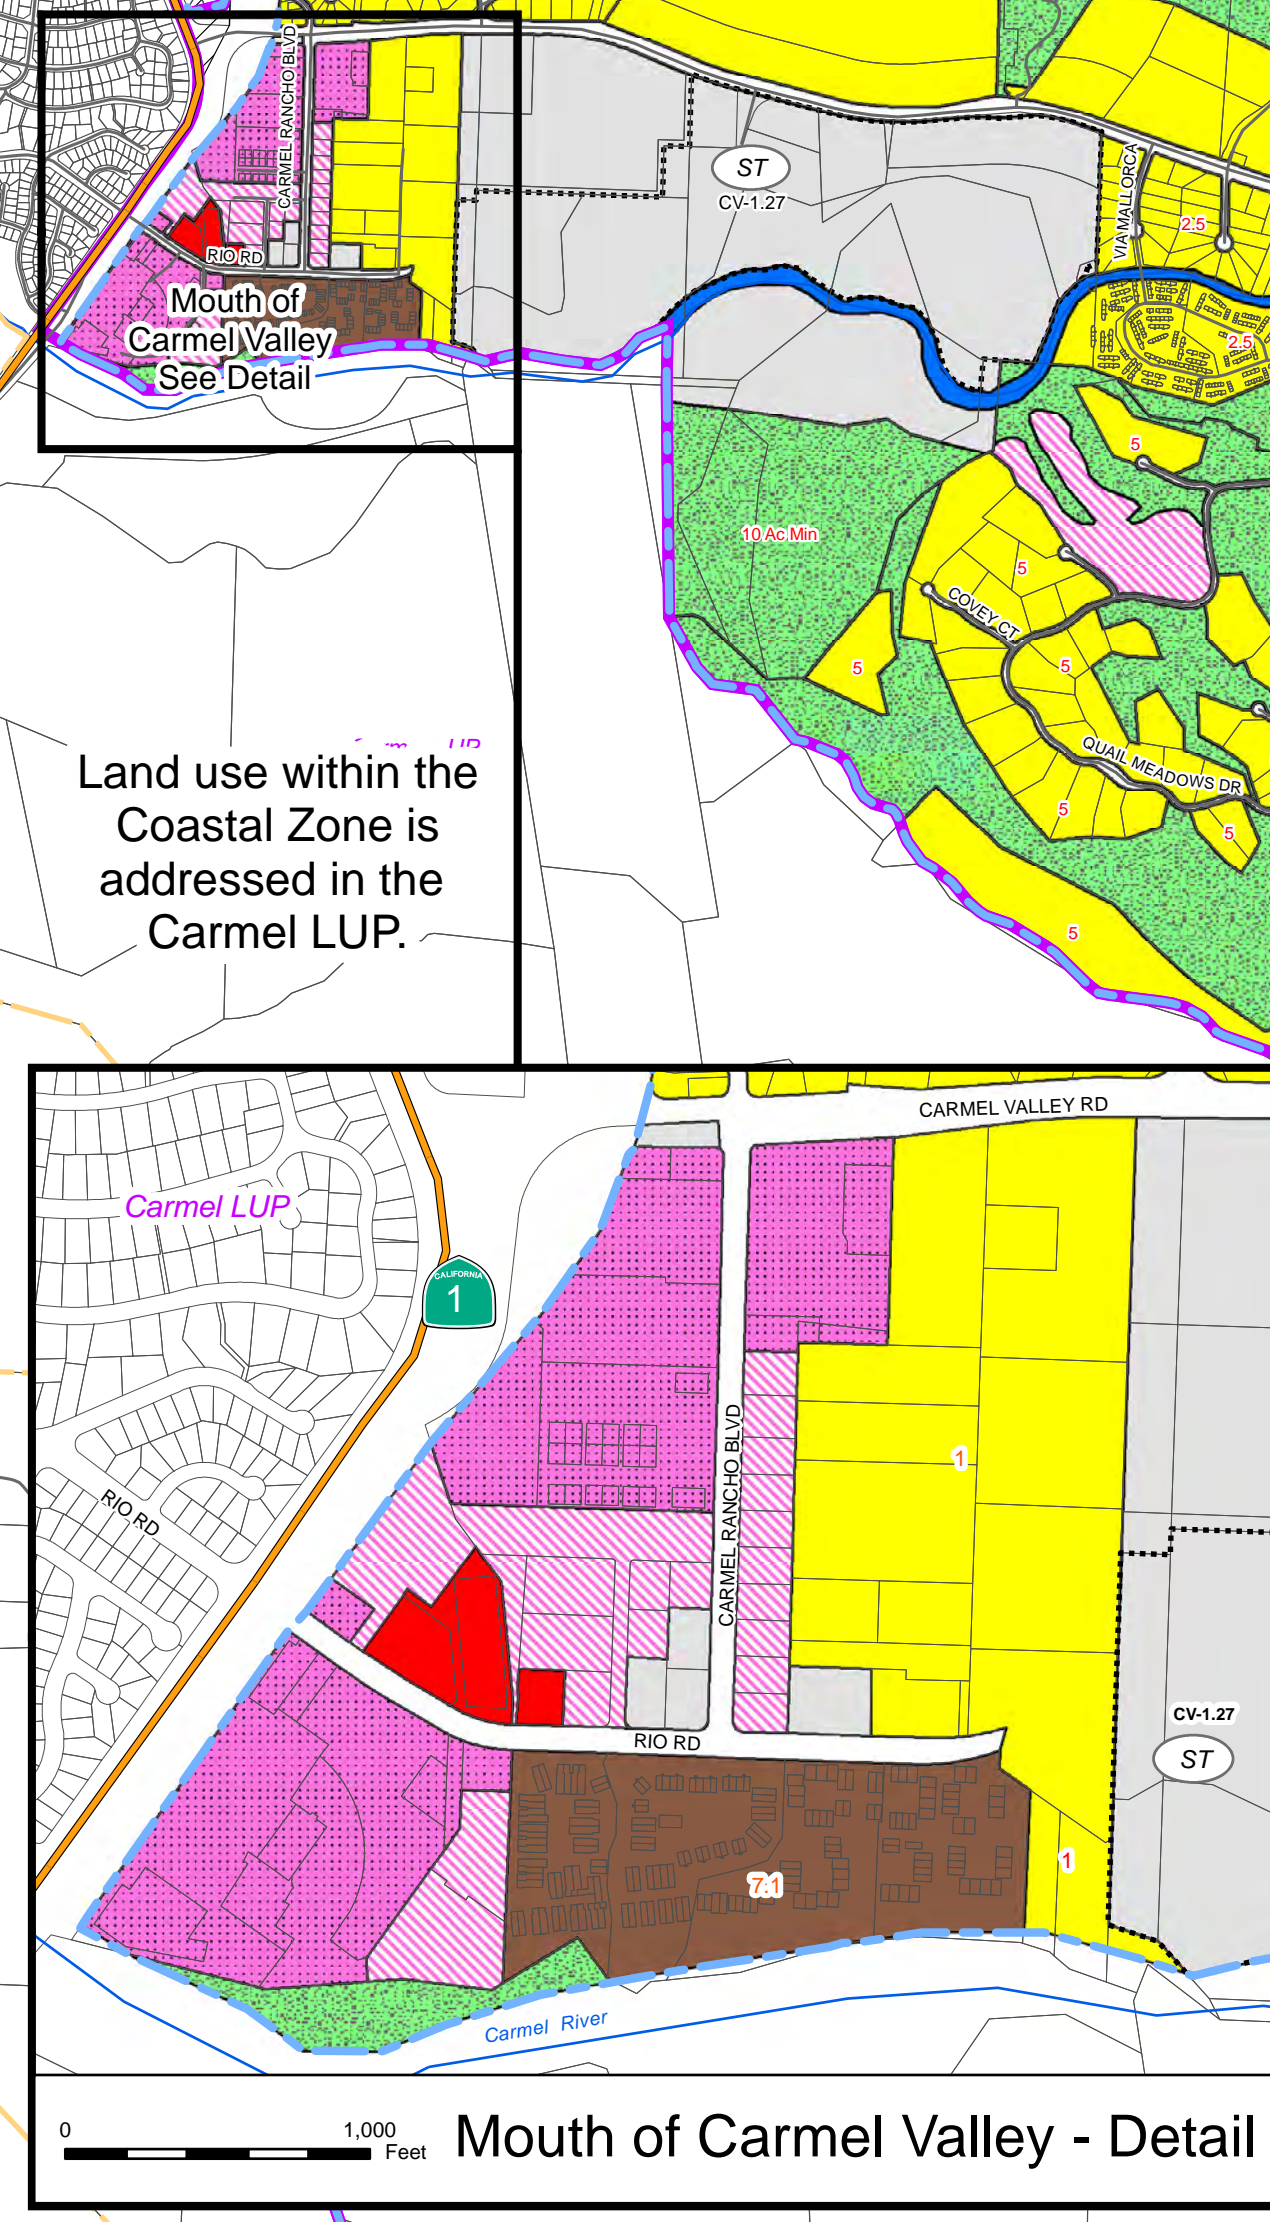 CARMEL RANCHO BLVD
ST
CV-1.27
VIA MALLORCA
2.5
RIO RD
Mouth of
Carmel Valley
See Detail
2.5
5
10 Ac Min
5
COVEY CT
5
5
QUAIL MEADOWS DR
5
5
5
Land use within the
Coastal Zone is
addressed in the
Carmel LUP.
CARMEL VALLEY RD
Carmel LUP
CALIFORNIA
1
CARMEL RANCHO BLVD
1
RIO RD
CV-1.27
RIO RD
ST
1
7.1
Carmel River
0
1,000
Feet
Mouth of Carmel Valley - Detail